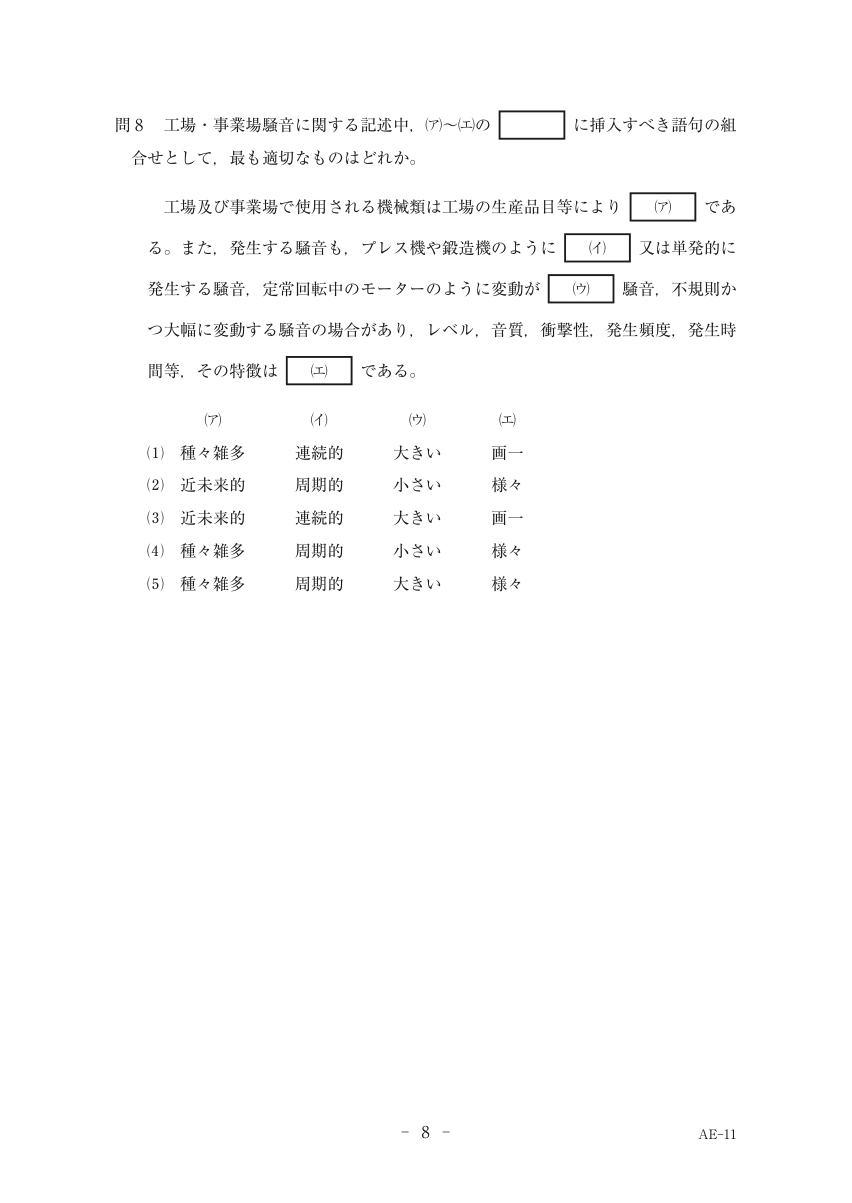 問8　工場・事業場騒音に関する記述中，㋐～㋓の　　　に挿入すべき語句の組
合せとして，最も適切なものはどれか。
工場及び事業場で使用される機械類は工場の生産品目等により　(ア)　であ
る。また，発生する騒音も，プレス機や鍛造機のように　(イ)　又は単発的に
発生する騒音，定常回転中のモーターのように変動が　(ウ)　騒音，不規則か
つ大幅に変動する騒音の場合があり，レベル，音質，衝撃性，発生頻度，発生時
間等，その特徴は　(エ)　である。
(ア)　(イ)　(ウ)　(エ)
(1)　種々雑多　連続的　大きい　画一
(2)　近未来的　周期的　小さい　様々
(3)　近未来的　連続的　大きい　画一
(4)　種々雑多　周期的　小さい　様々
(5)　種々雑多　周期的　大きい　様々
- 8 -
AE-11